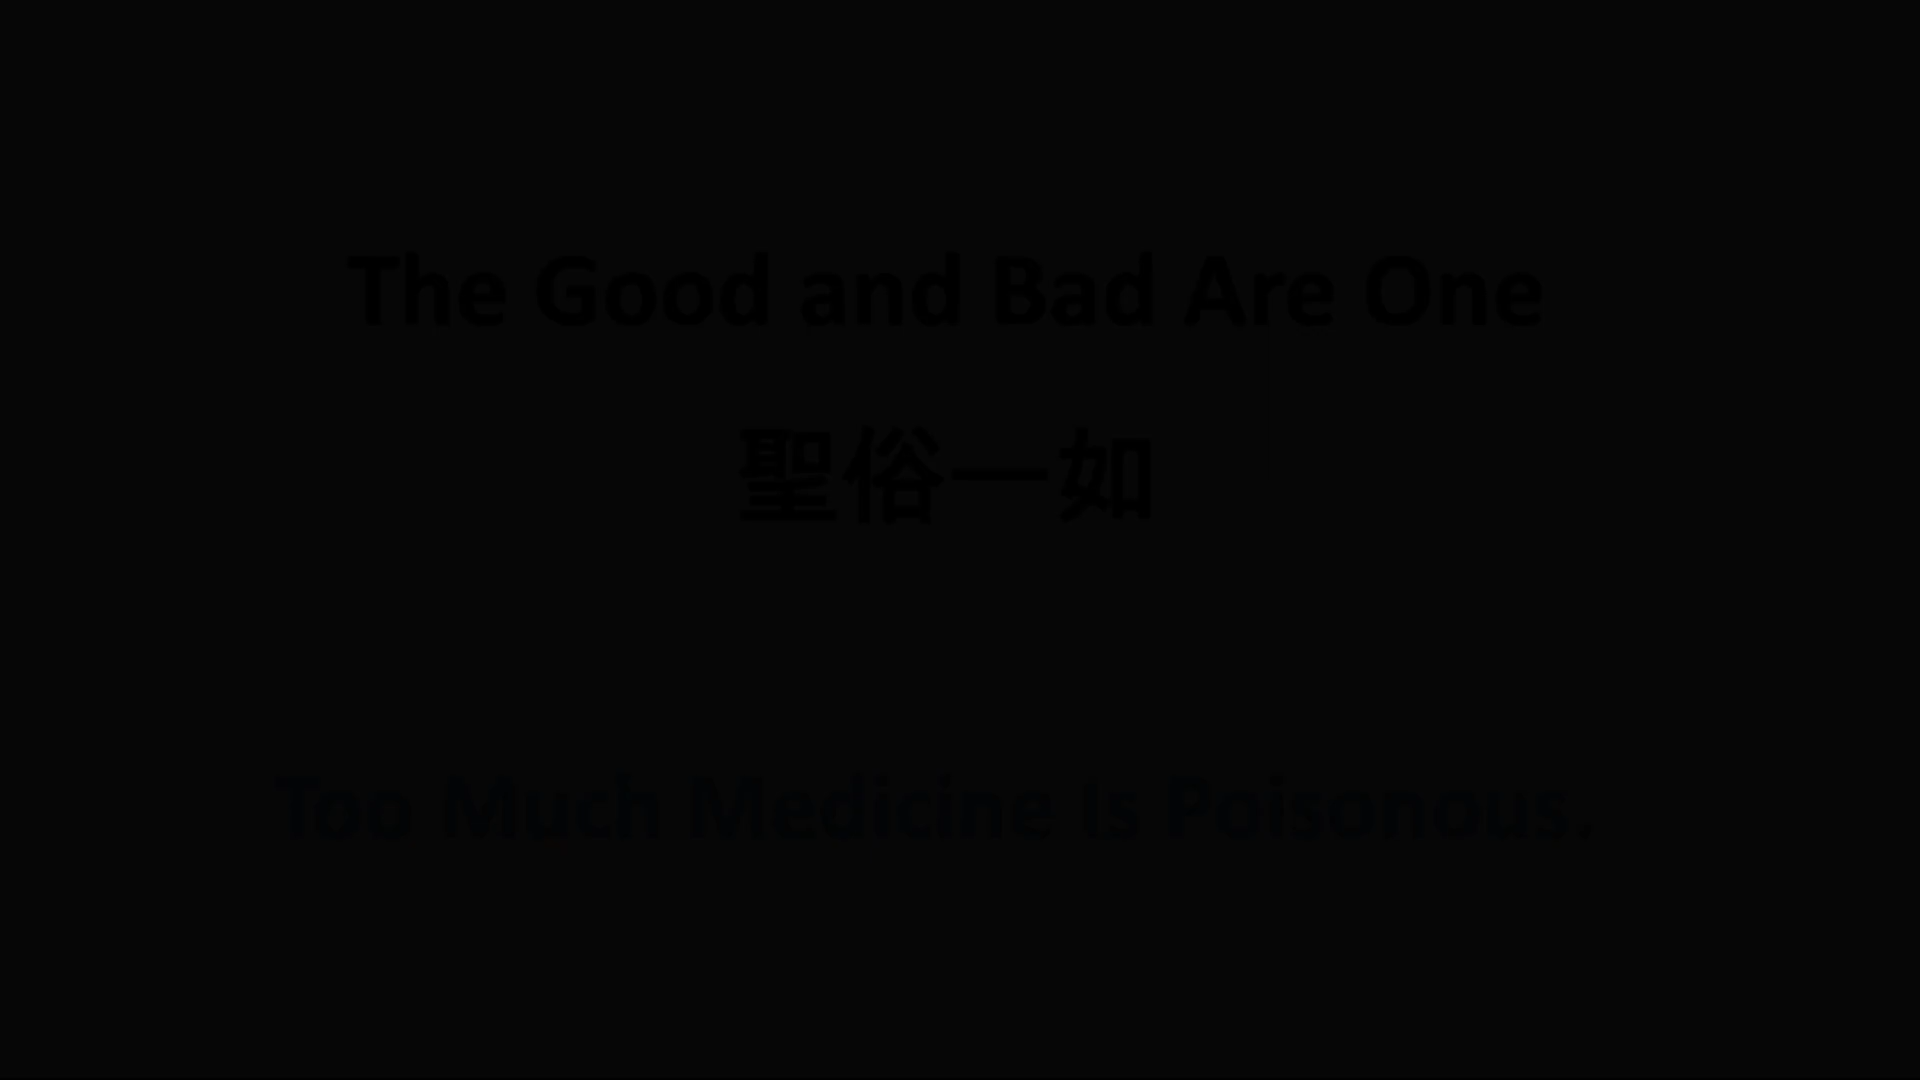 The Good and Bad Are One
聖俗一如
Too Much Medicine Is Poisonous.